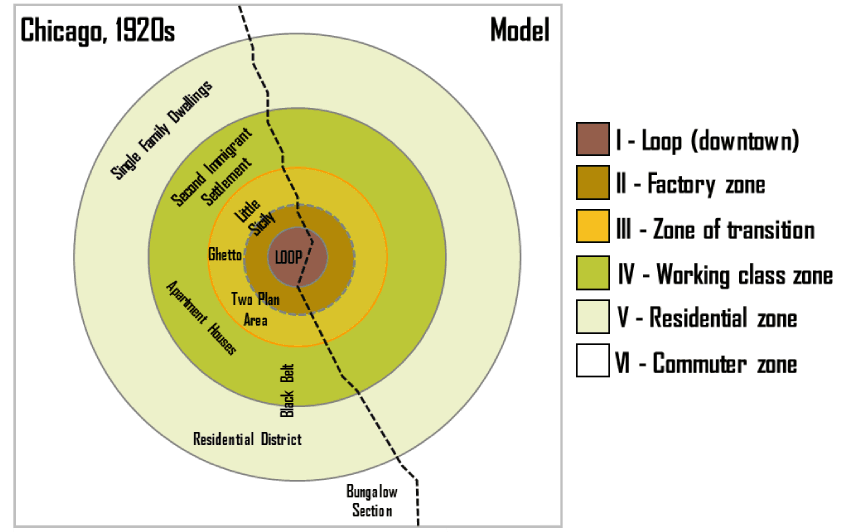 Chicago, 1920s
Model
Single Family Dwellings
Second Immigrant
Settlement
Little
Sicily
Ghetto
LOOP
Two Plan
Area
Apartment Houses
Black Belt
Residential District
Bungalow
Section
I - Loop (downtown)
II - Factory zone
III - Zone of transition
IV - Working class zone
V - Residential zone
VI - Commuter zone